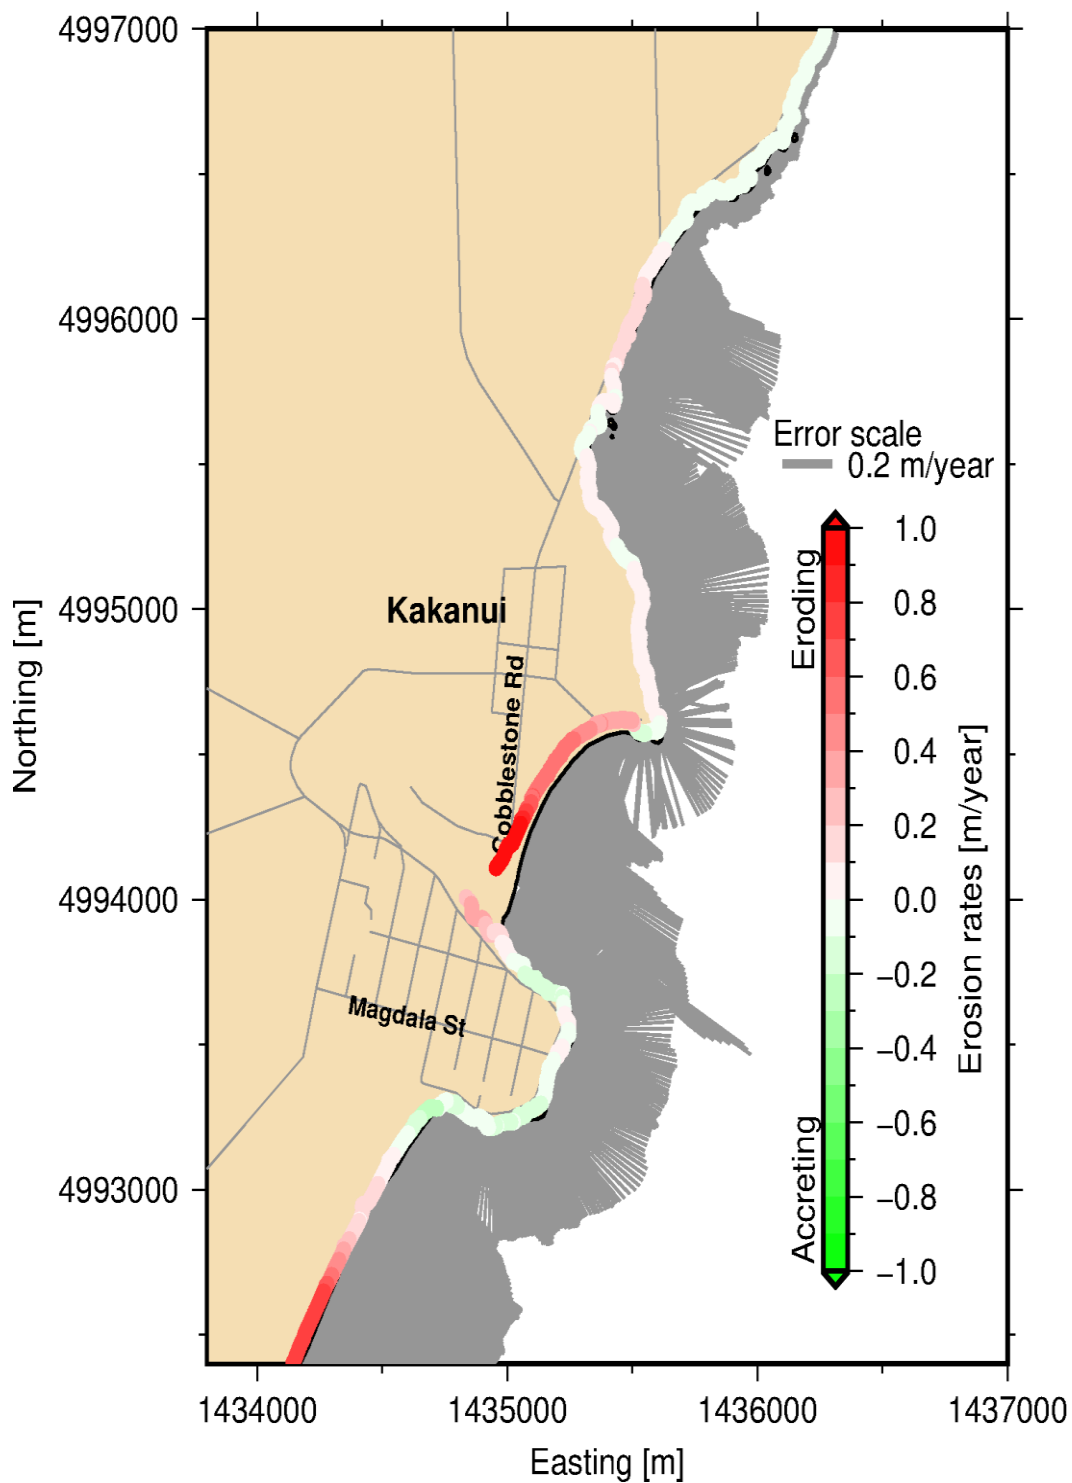 4997000
4996000
4995000
4994000
4993000
Northing [m]
1434000
1435000
1436000
1437000
Easting [m]
Kakanui
Cobblestone Rd
Magdala St
Error scale
0.2 m/year
Eroding
Accreting
1.0
0.8
0.6
0.4
0.2
0.0
−0.2
−0.4
−0.6
−0.8
−1.0
Erosion rates [m/year]